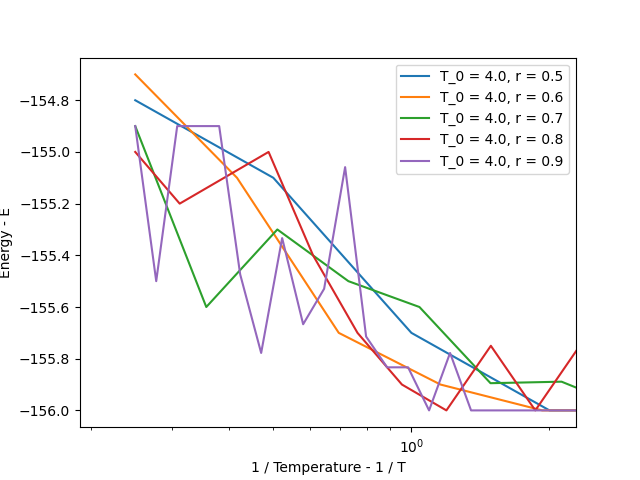 T_0 = 4.0, r = 0.5
T_0 = 4.0, r = 0.6
T_0 = 4.0, r = 0.7
T_0 = 4.0, r = 0.8
T_0 = 4.0, r = 0.9
−154.8
−155.0
−155.2
−155.4
−155.6
−155.8
−156.0
Energy - E
10⁰
1 / Temperature - 1 / T